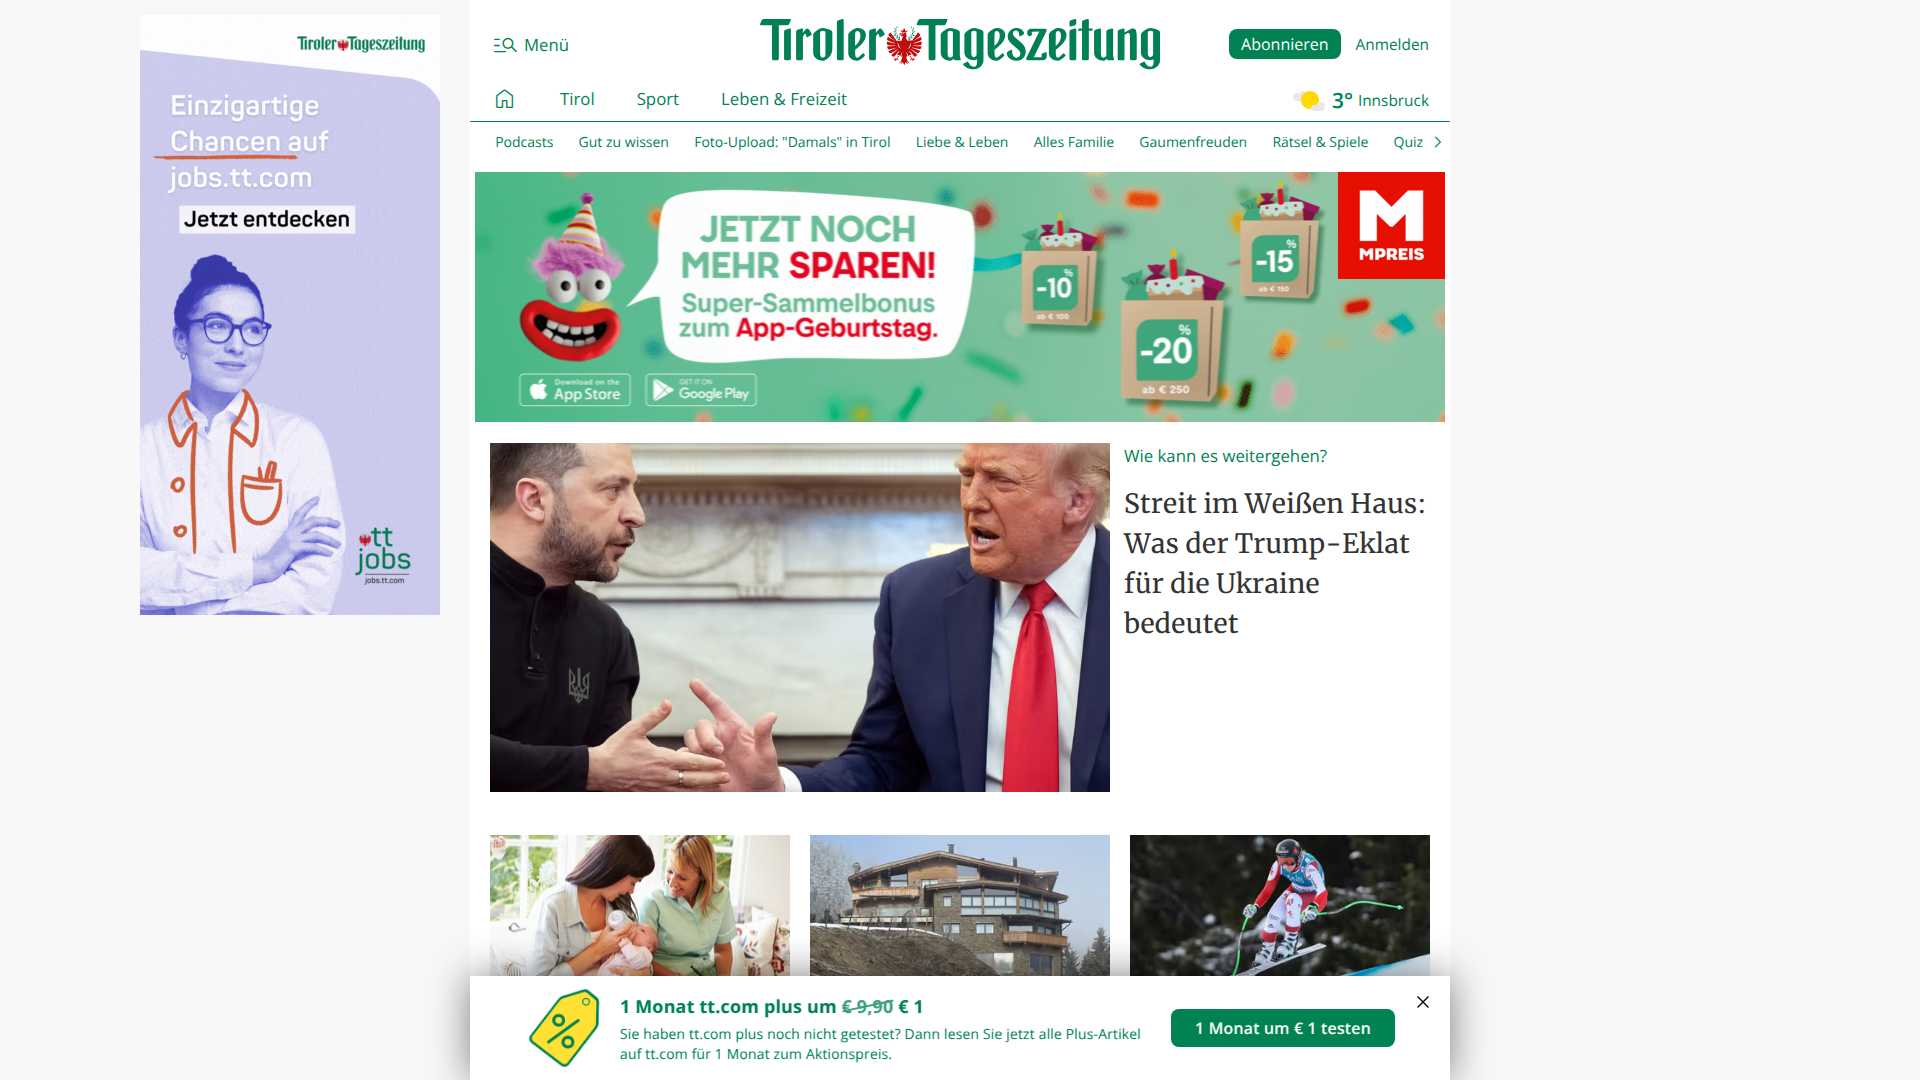 Tiroler Tageszeitung
Einzigartige
Chancen auf
jobs.tt.com
Jetzt entdecken
tt
jobs
jobs.tt.com
Menü
Tiroler Tageszeitung
Abonnieren
Anmelden
Tirol
Sport
Leben & Freizeit
3° Innsbruck
Podcasts
Gut zu wissen
Foto-Upload: "Damals" in Tirol
Liebe & Leben
Alles Familie
Gaumenfreuden
Rätsel & Spiele
Quiz
JETZT NOCH
MEHR SPAREN!
Super-Sammelbonus
zum App-Geburtstag.
Download on the
App Store
GET IT ON
Google Play
-10%
ab € 100
-20%
ab € 250
-15%
ab € 150
M
MPREIS
Wie kann es weitergehen?
Streit im Weißen Haus:
Was der Trump-Eklat
für die Ukraine
bedeutet
1 Monat tt.com plus um € 9,90 € 1
Sie haben tt.com plus noch nicht getestet? Dann lesen Sie jetzt alle Plus-Artikel
auf tt.com für 1 Monat zum Aktionspreis.
1 Monat um € 1 testen